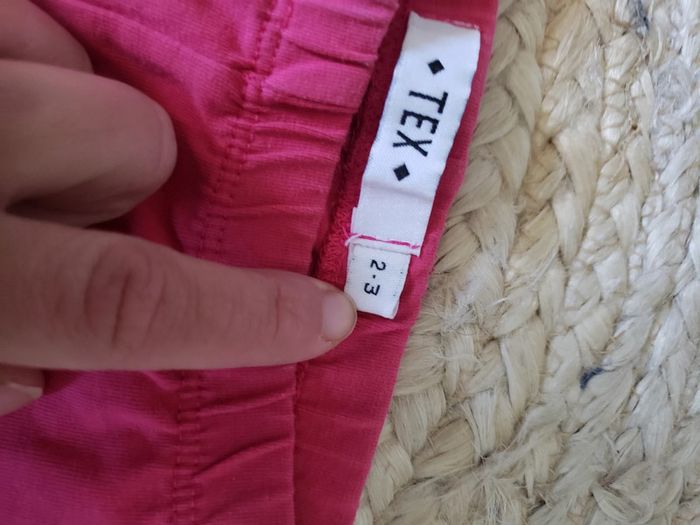 ◆ TEX ◆
2-3